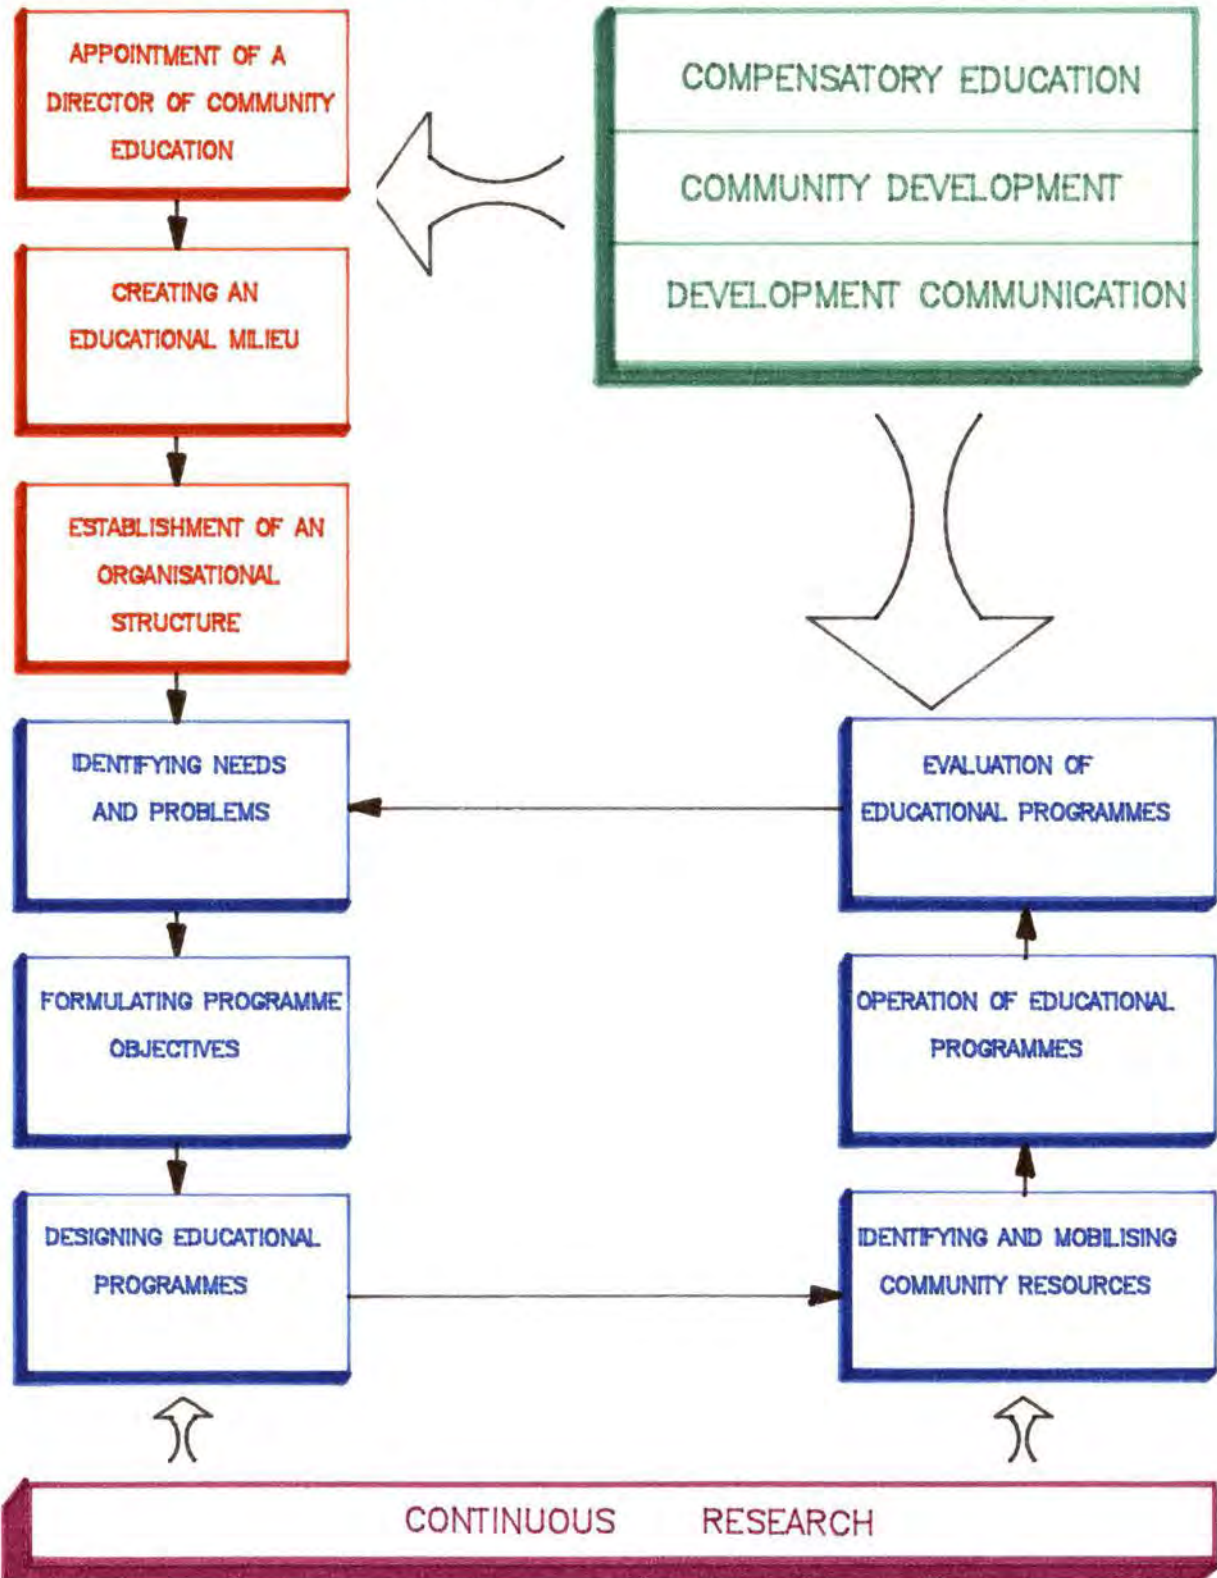 APPOINTMENT OF A
DIRECTOR OF COMMUNITY
EDUCATION
CREATING AN
EDUCATIONAL MILIEU
ESTABLISHMENT OF AN
ORGANISATIONAL
STRUCTURE
IDENTIFYING NEEDS
AND PROBLEMS
FORMULATING PROGRAMME
OBJECTIVES
DESIGNING EDUCATIONAL
PROGRAMMES
COMPENSATORY EDUCATION
COMMUNITY DEVELOPMENT
DEVELOPMENT COMMUNICATION
EVALUATION OF
EDUCATIONAL PROGRAMMES
OPERATION OF EDUCATIONAL
PROGRAMMES
IDENTIFYING AND MOBILISING
COMMUNITY RESOURCES
CONTINUOUS RESEARCH